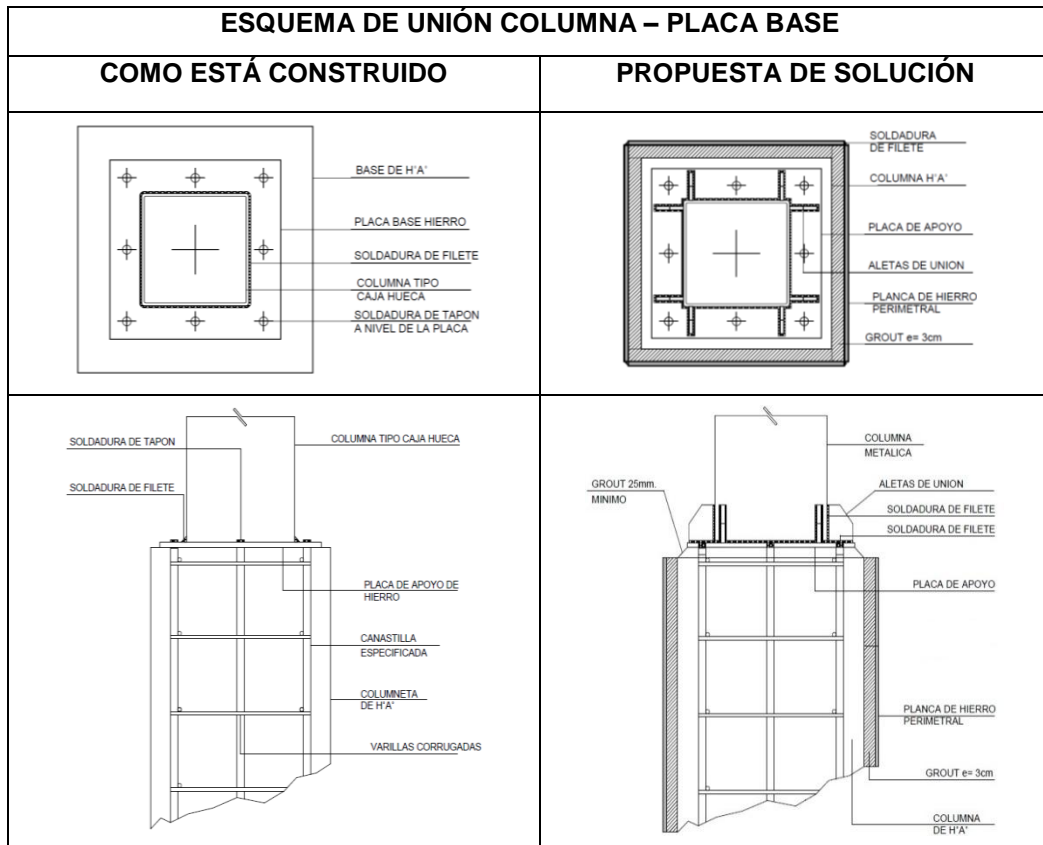 ESQUEMA DE UNIÓN COLUMNA – PLACA BASE
COMO ESTÁ CONSTRUIDO
PROPUESTA DE SOLUCIÓN
BASE DE H'A'
PLACA BASE HIERRO
SOLDADURA DE FILETE
COLUMNA TIPO
CAJA HUECA
SOLDADURA DE TAPON
A NIVEL DE LA PLACA
SOLDADURA
DE FILETE
COLUMNA H'A'
PLACA DE APOYO
ALETAS DE UNION
PLANCA DE HIERRO
PERIMETRAL
GROUT e= 3cm
SOLDADURA DE TAPON
COLUMNA TIPO CAJA HUECA
SOLDADURA DE FILETE
PLACA DE APOYO DE
HIERRO
CANASTILLA
ESPECIFICADA
COLUMNETA
DE H'A'
VARILLAS CORRUGADAS
COLUMNA
METALICA
GROUT 25mm.
MINIMO
ALETAS DE UNION
SOLDADURA DE FILETE
SOLDADURA DE FILETE
PLACA DE APOYO
PLANCA DE HIERRO
PERIMETRAL
GROUT e= 3cm
COLUMNA
DE H'A'